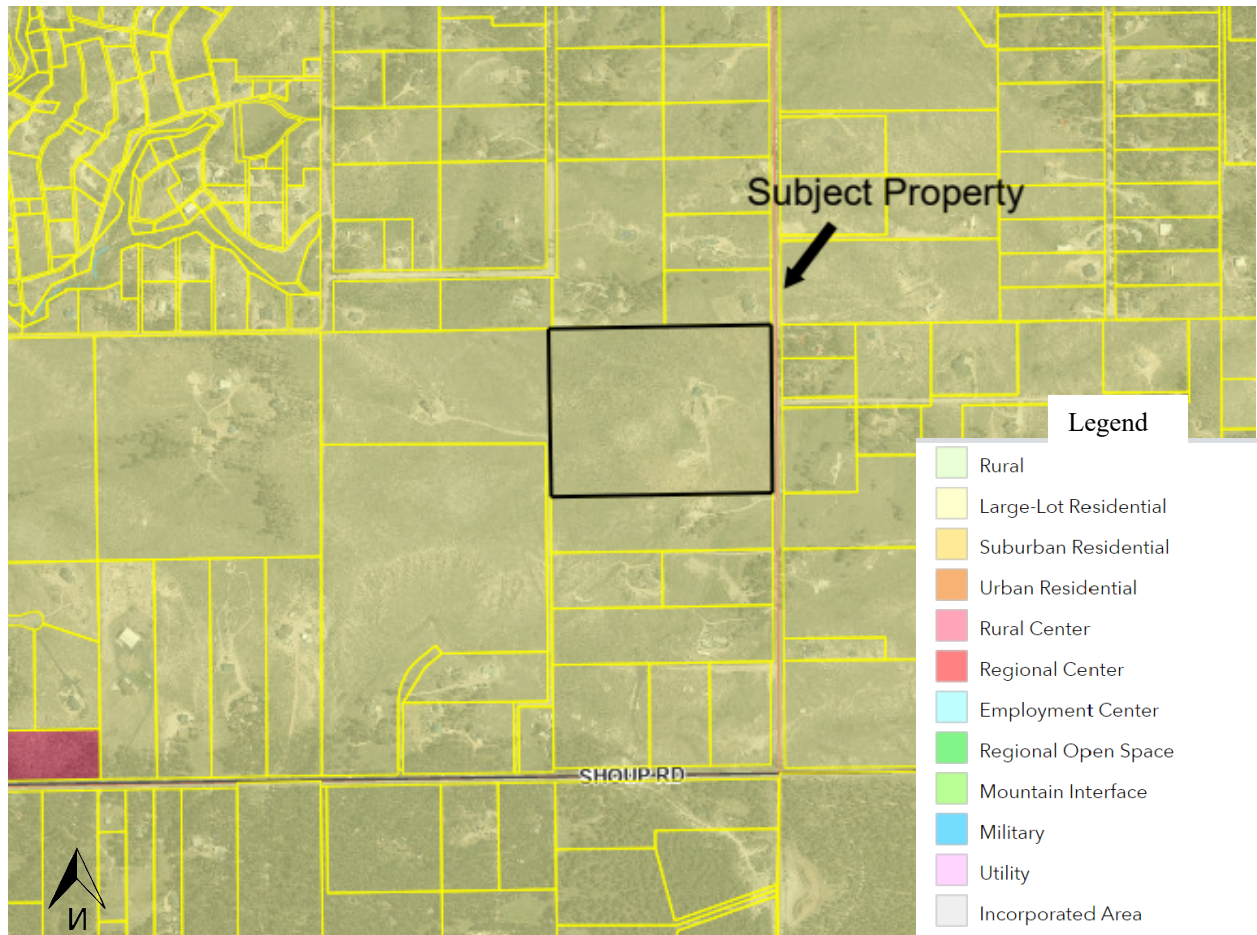 Subject Property
Legend
Rural
Large-Lot Residential
Suburban Residential
Urban Residential
Rural Center
Regional Center
Employment Center
Regional Open Space
Mountain Interface
Military
Utility
Incorporated Area
SHOUP RD
N